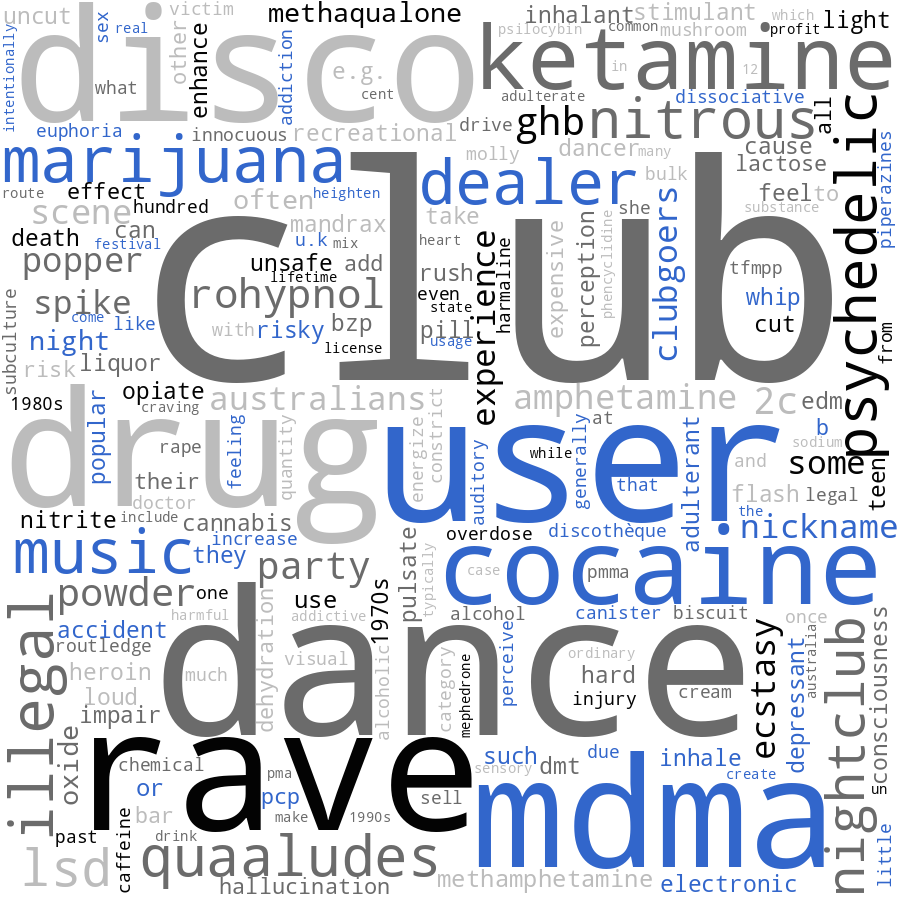 uncut
victim
methaqualone
inhalant
stimulant
which
light
disco
intentionally
sex
real
other
enhance
addiction
what
e.g.
cent
psilocybin
common
mushroom
profit
ketamine
in
12
adulterate
dissociative
all
euphoria
innocuous
recreational
drive
ghb
nitrous
psychedelic
piperazines
marijuana
molly
dancer
many
cause
lactose
route
effect
hundred
often
heighten
dealer
bulk
feel
to
scene
can
mandrax
take
she
substance
death
festival
u.k
mix
heart
club
clubgoers
popper
unsafe
add
lifetime
rush
experience
harmaline
expensive
perception
phencyclidine
tfmpp
spike
rohypnol
even
state
whip
subculture
come
like
with
risky
bzp
pill
usage
cut
night
license
from
risk
liquor
1980s
opiate
craving
australians
constrict
amphetamine
2c
edm
drug
popular
rape
feeling
quantity
energize
user
at
b
sodium
auditory
while
generally
that
adulterant
and
some
teen
their
doctor
flash
legal
nitrite
include
cannabis
overdose
discothèque
the
nickname
music
increase
they
party
pulsate
typically
cocaine
case
pmma
powder
one
use
1970s
illegal
harmful
addictive
alcohol
canister
biscuit
once
accident
dehydration
dance
routledge
visual
alcoholic
category
mephedrone
perceive
ordinary
ecstasy
depressant
australia
nightclub
consciousness
heroin
much
hard
loud
injury
cream
impair
oxide
rave
chemical
pma
sensory
such
dmt
due
inhale
create
or
pcp
sell
mdma
past
caffeine
bar
drink
make
1990s
little
lsd
quaaludes
hallucination
methamphetamine
electronic